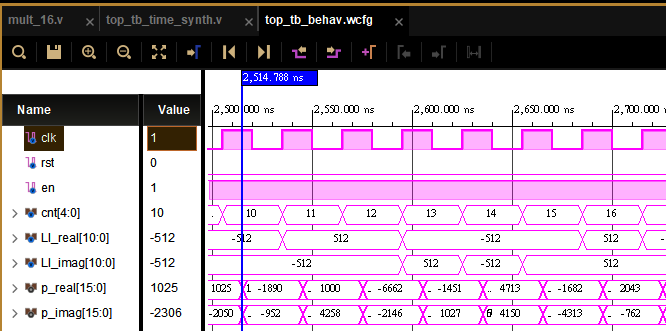 mult_16.v × top_tb_time_synth.v × top_tb_behav.wcfg ×
2,514.788 ns
2,500.000 ns 2,550.000 ns 2,600.000 ns 2,650.000 ns 2,700.000
Name Value
clk 1
rst 0
en 1
cnt[4:0] 10 10 11 12 13 14 15 16
LI_real[10:0] -512 -512 512 -512 512
LI_imag[10:0] -512 -512 512 -512 512
p_real[15:0] 1025 1025 -1890 1000 -6662 -1451 4713 -1682 2043
p_imag[15:0] -2306 -2050 -952 4258 -2146 1027 4150 -4313 -762